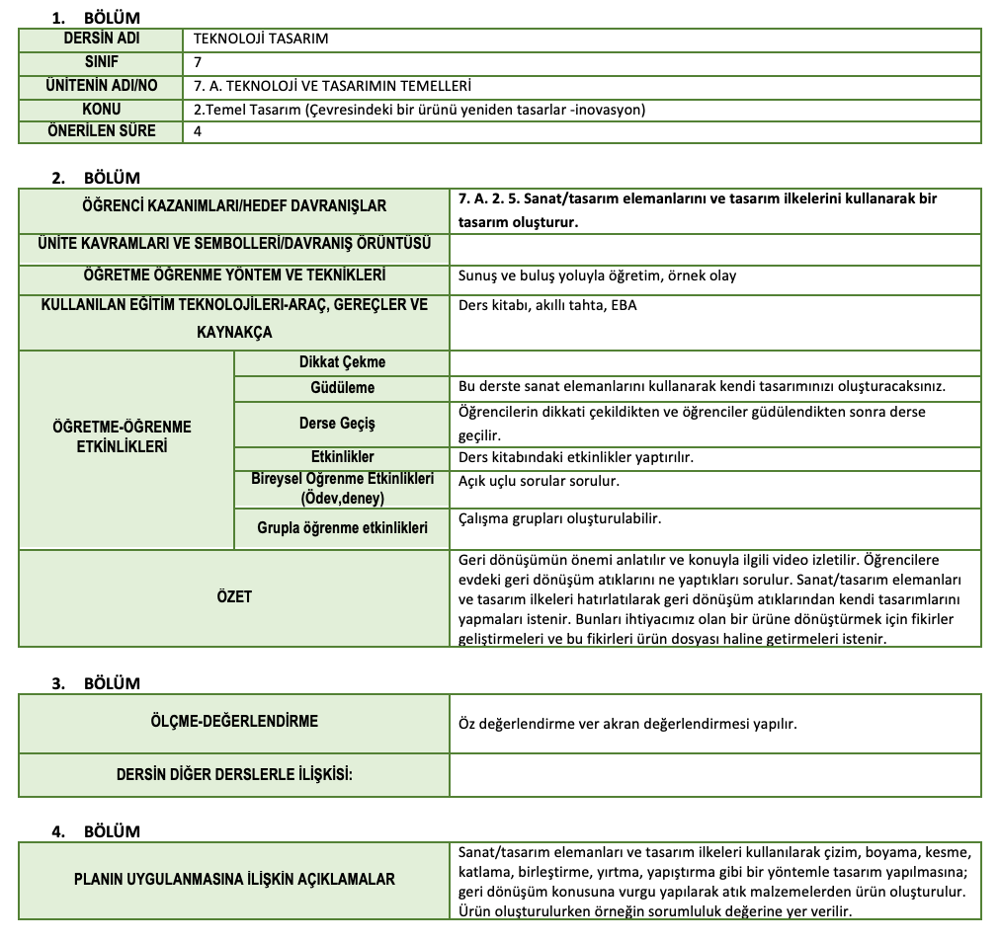 1. BÖLÜM
DERSİN ADI TEKNOLOJİ TASARIM
SINIF 7
ÜNİTENİN ADI/NO 7. A. TEKNOLOJİ VE TASARIMIN TEMELLERİ
KONU 2.Temel Tasarım (Çevresindeki bir ürünü yeniden tasarlar -inovasyon)
ÖNERİLEN SÜRE 4
2. BÖLÜM
ÖĞRENCİ KAZANIMLARI/HEDEF DAVRANIŞLAR
7. A. 2. 5. Sanat/tasarım elemanlarını ve tasarım ilkelerini kullanarak bir
tasarım oluşturur.
ÜNİTE KAVRAMLARI VE SEMBOLLERİ/DAVRANIŞ ÖRÜNTÜSÜ
ÖĞRETME ÖĞRENME YÖNTEM VE TEKNİKLERİ Sunuş ve buluş yoluyla öğretim, örnek olay
KULLANILAN EĞİTİM TEKNOLOJİLERI-ARAÇ, GEREÇLER VE
KAYNAKÇA
Ders kitabı, akıllı tahta, EBA
ÖĞRETME-ÖĞRENME
ETKİNLİKLERİ
Dikkat Çekme
Güdüleme Bu derste sanat elemanlarını kullanarak kendi tasarımınızı oluşturacaksınız.
Derse Geçiş
Öğrencilerin dikkati çekildikten ve öğrenciler güdülendikten sonra derse
geçilir.
Etkinlikler Ders kitabındaki etkinlikler yaptırılır.
Bireysel Öğrenme Etkinlikleri
(Ödev,deney)
Açık uçlu sorular sorulur.
Grupla öğrenme etkinlikleri Çalışma grupları oluşturulabilir.
ÖZET
Geri dönüşümün önemi anlatılır ve konuyla ilgili video izletilir. Öğrencilere
evdeki geri dönüşüm atıklarını ne yaptıkları sorulur. Sanat/tasarım elemanları
ve tasarım ilkeleri hatırlatılarak geri dönüşüm atıklarından kendi tasarımlarını
yapmaları istenir. Bunları ihtiyacımız olan bir ürüne dönüştürmek için fikirler
geliştirmeleri ve bu fikirleri ürün dosyası haline getirmeleri istenir.
3. BÖLÜM
ÖLÇME-DEĞERLENDİRME Öz değerlendirme ver akran değerlendirmesi yapılır.
DERSİN DİĞER DERSLERLE İLİŞKİSİ:
4. BÖLÜM
PLANIN UYGULANMASINA İLİŞKİN AÇIKLAMALAR
Sanat/tasarım elemanları ve tasarım ilkeleri kullanılarak çizim, boyama, kesme,
katlama, birleştirme, yırtma, yapıştırma gibi bir yöntemle tasarım yapılmasına;
geri dönüşüm konusuna vurgu yapılarak atık malzemelerden ürün oluşturulur.
Ürün oluşturulurken örneğin sorumluluk değerine yer verilir.